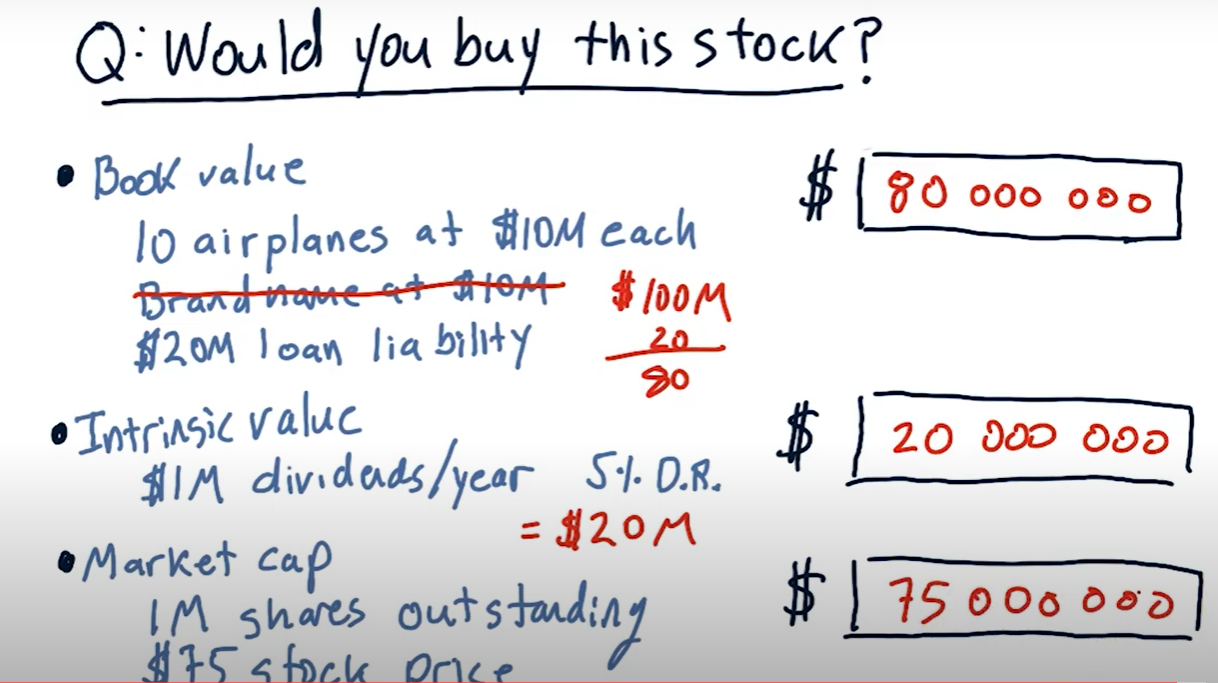 Q: Would you buy this stock?
• Book value
$ 80 000 000
10 airplanes at $10M each
Brand name at $10M
$100M
$20M loan liability
20
80
• Intrinsic value
$ 20 000 000
$1M dividends/year 5% D.R.
= $20M
• Market cap
$ 75 000 000
1M shares outstanding
$75 stock price